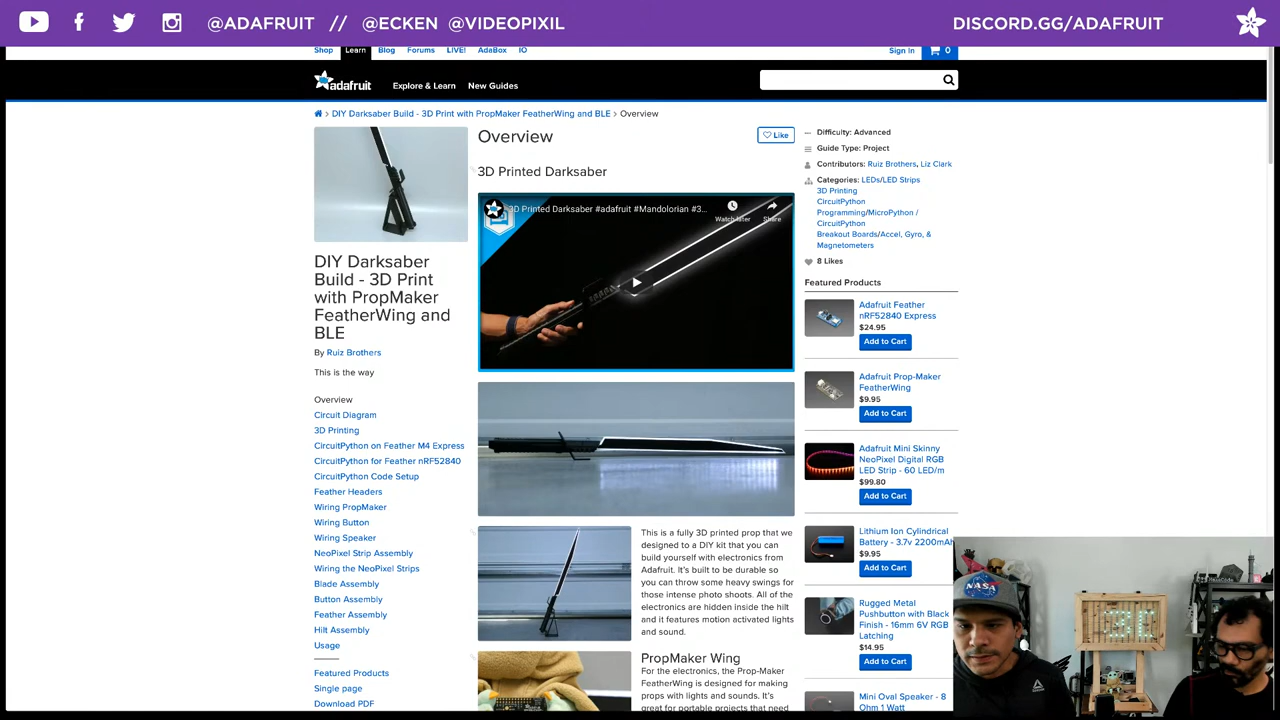 @ADAFRUIT // @ECKEN @VIDEOPIXIL
DISCORD.GG/ADAFRUIT
Shop Learn Blog Forums LIVE! AdaBox IO
Sign In 0
adafruit Explore & Learn New Guides
DIY Darksaber Build - 3D Print with PropMaker FeatherWing and BLE > Overview
DIY Darksaber
Build - 3D Print
with PropMaker
FeatherWing and
BLE
By Ruiz Brothers
This is the way
Overview
Circuit Diagram
3D Printing
CircuitPython on Feather M4 Express
CircuitPython for Feather nRF52840
CircuitPython Code Setup
Feather Headers
Wiring PropMaker
Wiring Button
Wiring Speaker
NeoPixel Strip Assembly
Wiring the NeoPixel Strips
Blade Assembly
Button Assembly
Feather Assembly
Hilt Assembly
Usage
Featured Products
Single page
Download PDF
Overview
Like
3D Printed Darksaber
3D Printed Darksaber #adafruit #Mandolorian #3...
Watch later Share
This is a fully 3D printed prop that we
designed to a DIY kit that you can
build yourself with electronics from
Adafruit. It's built to be durable so
you can throw some heavy swings for
those intense photo shoots. All of the
electronics are hidden inside the hilt
and it features motion activated lights
and sound.
PropMaker Wing
For the electronics, the Prop-Maker
FeatherWing is designed for making
props with lights and sounds. It's
great for portable projects that need
Difficulty: Advanced
Guide Type: Project
Contributors: Ruiz Brothers, Liz Clark
Categories: LEDs/LED Strips
3D Printing
CircuitPython
Programming/MicroPython /
CircuitPython
Breakout Boards/Accel, Gyro, &
Magnetometers
8 Likes
Featured Products
Adafruit Feather
nRF52840 Express
$24.95
Add to Cart
Adafruit Prop-Maker
FeatherWing
$9.95
Add to Cart
Adafruit Mini Skinny
NeoPixel Digital RGB
LED Strip - 60 LED/m
$99.80
Add to Cart
Lithium Ion Cylindrical
Battery - 3.7v 2200mAh
$9.95
Add to Cart
Rugged Metal
Pushbutton with Black
Finish - 16mm 6V RGB
Latching
$14.95
Add to Cart
Mini Oval Speaker - 8
Ohm 1 Watt
NASA